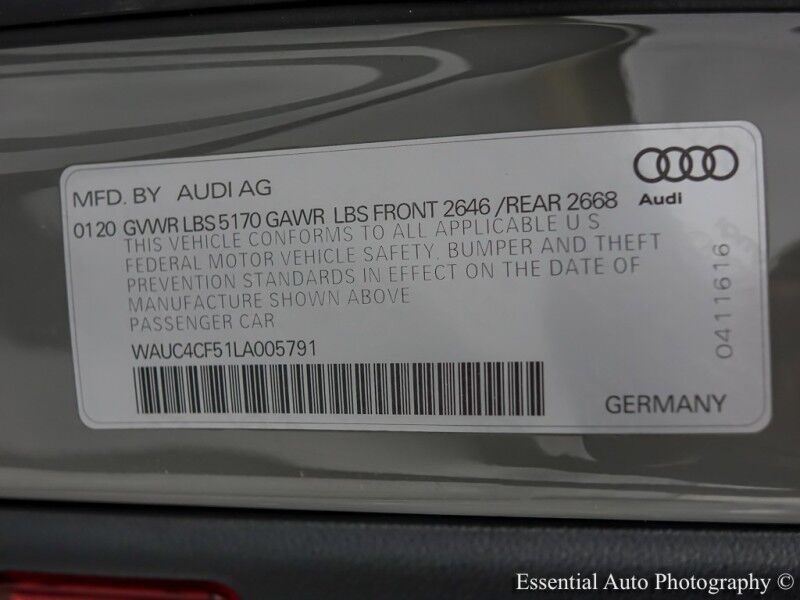 MFD. BY AUDI AG
Audi
0120 GVWR LBS 5170 GAWR LBS FRONT 2646 /REAR 2668
THIS VEHICLE CONFORMS TO ALL APPLICABLE U S
FEDERAL MOTOR VEHICLE SAFETY, BUMPER AND THEFT
PREVENTION STANDARDS IN EFFECT ON THE DATE OF
MANUFACTURE SHOWN ABOVE
PASSENGER CAR
WAUC4CF51LA005791
0411616
GERMANY
Essential Auto Photography ©